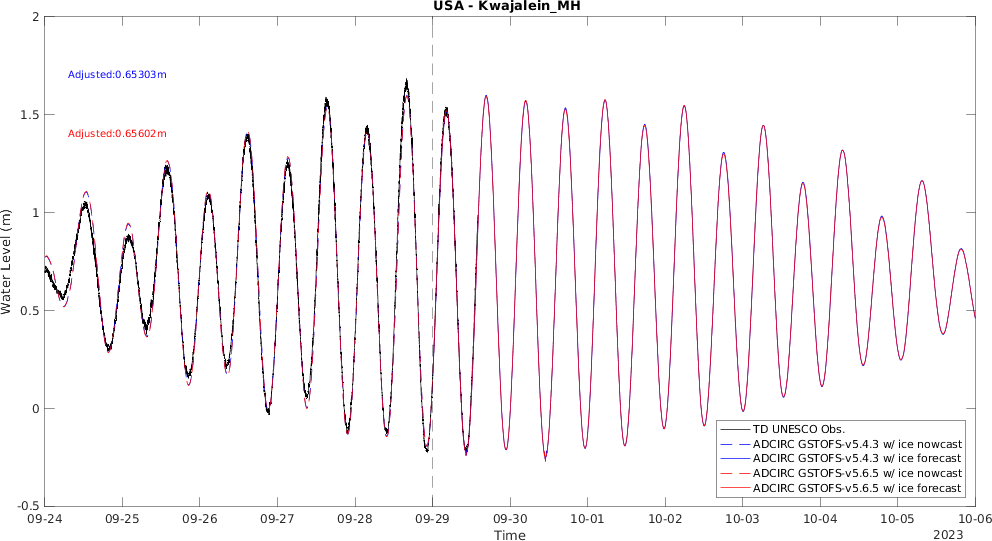 USA - Kwajalein_MH
2
1.5
1
0.5
0
-0.5
Water Level (m)
Adjusted:0.65303m
Adjusted:0.65602m
TD UNESCO Obs.
ADCIRC GSTOFS-v5.4.3 w/ ice nowcast
ADCIRC GSTOFS-v5.4.3 w/ ice forecast
ADCIRC GSTOFS-v5.6.5 w/ ice nowcast
ADCIRC GSTOFS-v5.6.5 w/ ice forecast
09-24 09-25 09-26 09-27 09-28 09-29 09-30 10-01 10-02 10-03 10-04 10-05 10-06
Time
2023